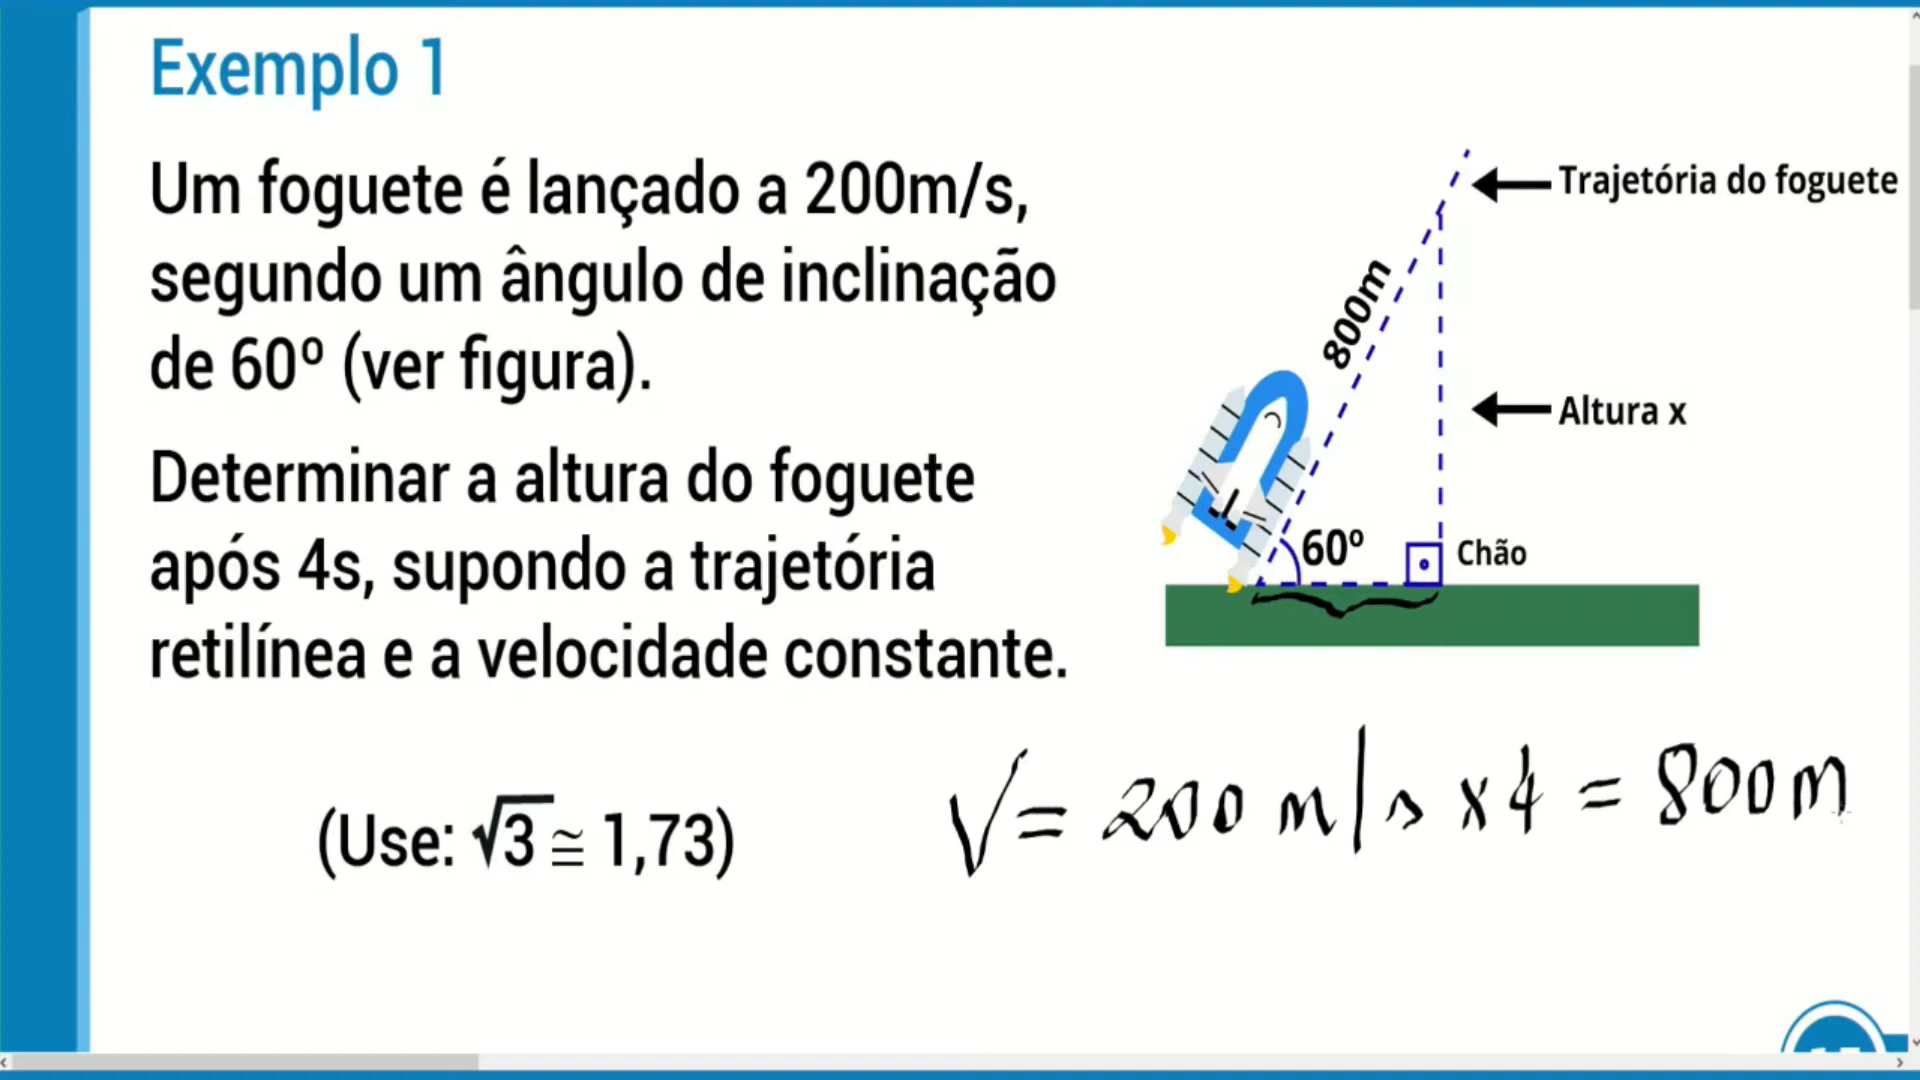 Exemplo 1
Um foguete é lançado a 200m/s,
segundo um ângulo de inclinação
de 60º (ver figura).
Determinar a altura do foguete
após 4s, supondo a trajetória
retilínea e a velocidade constante.
(Use: √3 ≅ 1,73)
Trajetória do foguete
800m
Altura x
60º
Chão
V = 200 m/s x 4 = 800m